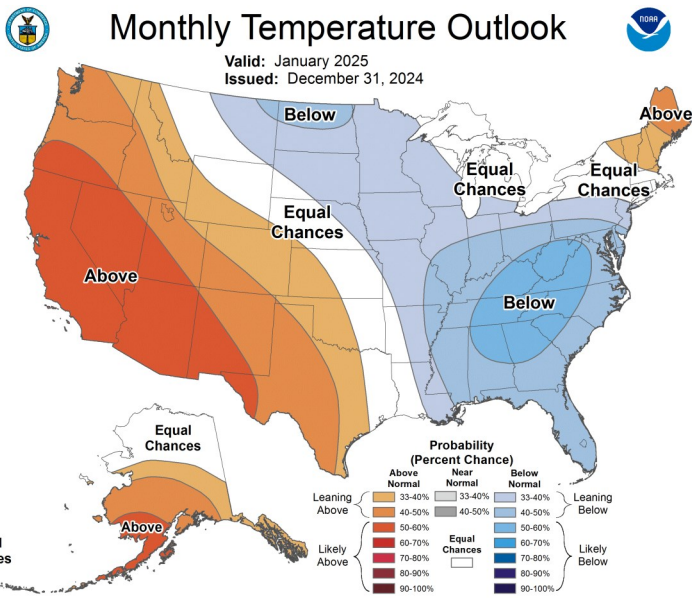 Monthly Temperature Outlook
NOAA
Valid: January 2025
Issued: December 31, 2024
Below
Above
Equal
Chances
Equal
Chances
Equal
Chances
Above
Below
Equal
Chances
Above
es
Probability
(Percent Chance)
Above Normal
Near Normal
Below Normal
Leaning Above
33-40% 33-40% 33-40%
40-50% 40-50% 40-50%
Leaning Below
Likely Above
50-60% 50-60%
60-70% 60-70%
70-80% 70-80%
80-90% 80-90%
90-100% 90-100%
Equal Chances
Likely Below